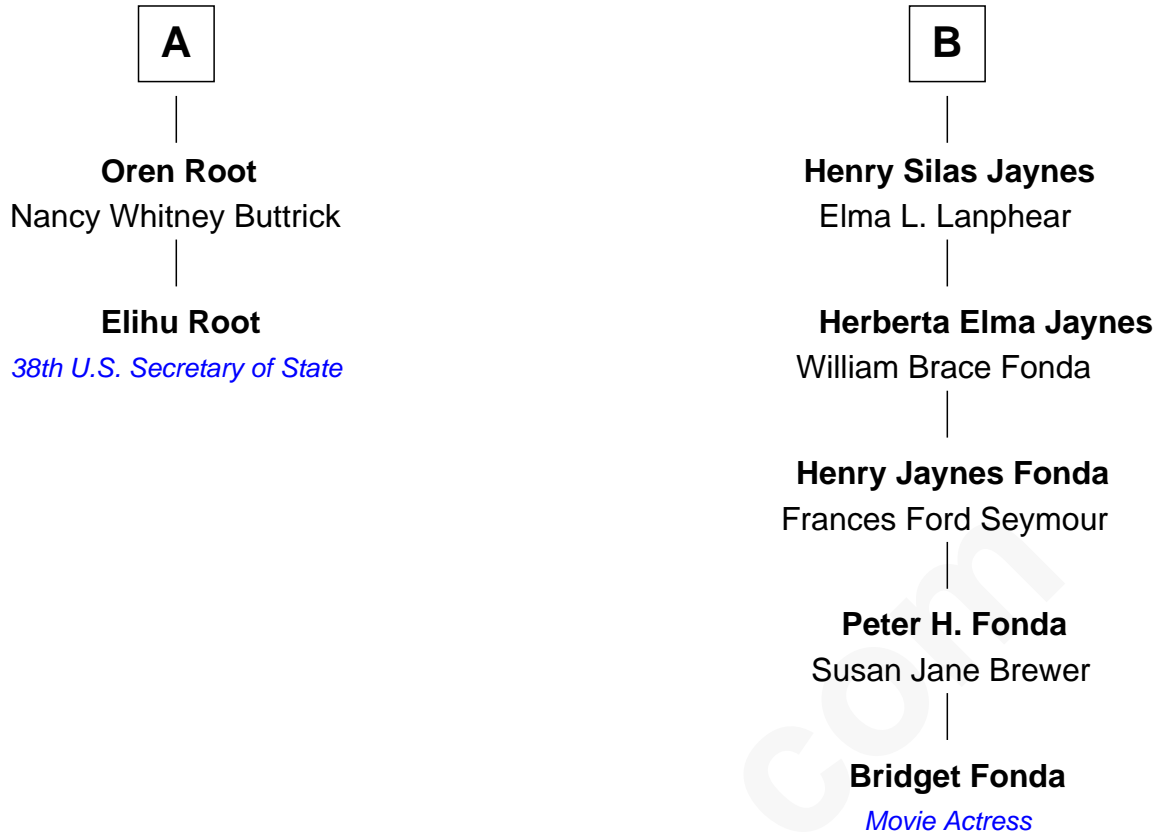 A
Oren Root
Nancy Whitney Buttrick
Elihu Root
38th U.S. Secretary of State
B
Henry Silas Jaynes
Elma L. Lanphear
Herberta Elma Jaynes
William Brace Fonda
Henry Jaynes Fonda
Frances Ford Seymour
Peter H. Fonda
Susan Jane Brewer
Bridget Fonda
Movie Actress
com